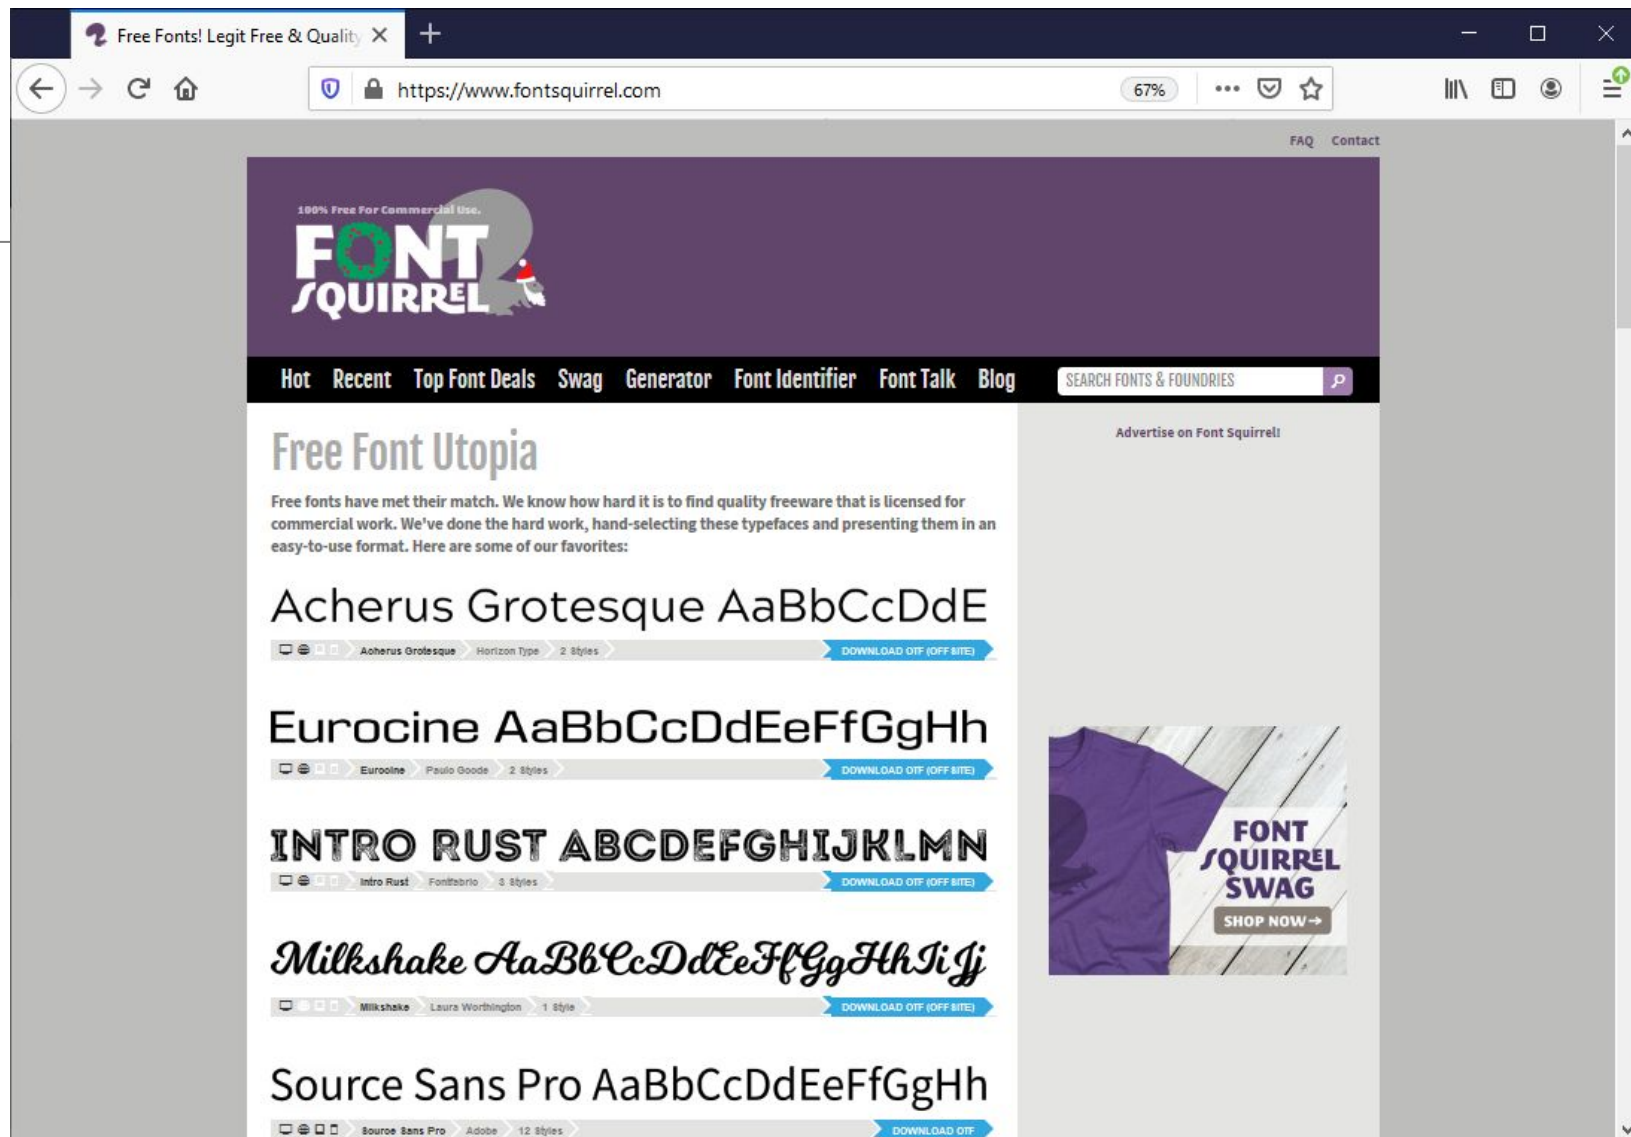 Free Fonts! Legit Free & Quality
https://www.fontsquirrel.com
67%
FAQ Contact
100% Free For Commercial Use.
FONT
SQUIRREL
Hot Recent Top Font Deals Swag Generator Font Identifier Font Talk Blog SEARCH FONTS & FOUNDRIES
Free Font Utopia
Advertise on Font Squirrel!
Free fonts have met their match. We know how hard it is to find quality freeware that is licensed for
commercial work. We've done the hard work, hand-selecting these typefaces and presenting them in an
easy-to-use format. Here are some of our favorites:
Acherus Grotesque AaBbCcDdE
Acherus Grotesque Horizon Type 2 Styles DOWNLOAD OTF (OFF SITE)
Eurocine AaBbCcDdEeFfGgHh
Eurocine Paulo Goode 2 Styles DOWNLOAD OTF (OFF SITE)
INTRO RUST ABCDEFGHIJKLMN
Intro Rust Fontfabric 3 Styles DOWNLOAD OTF (OFF SITE)
Milkshake AaBbCcDdEeFfGgHhIiJj
Milkshake Laura Worthington 1 Style DOWNLOAD OTF (OFF SITE)
Source Sans Pro AaBbCcDdEeFfGgHh
Source Sans Pro Adobe 12 Styles DOWNLOAD OTF
FONT
SQUIRREL
SWAG
SHOP NOW→